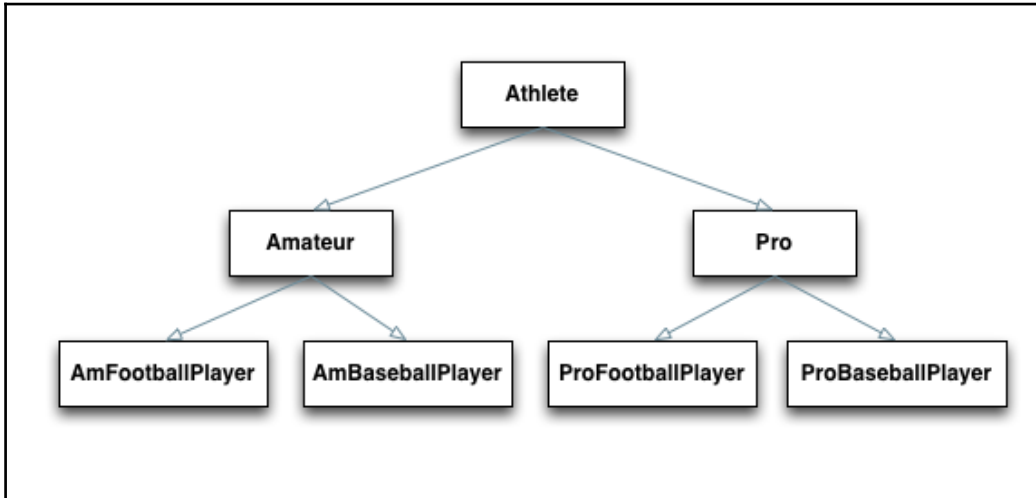 Athlete
Amateur
Pro
AmFootballPlayer
AmBaseballPlayer
ProFootballPlayer
ProBaseballPlayer